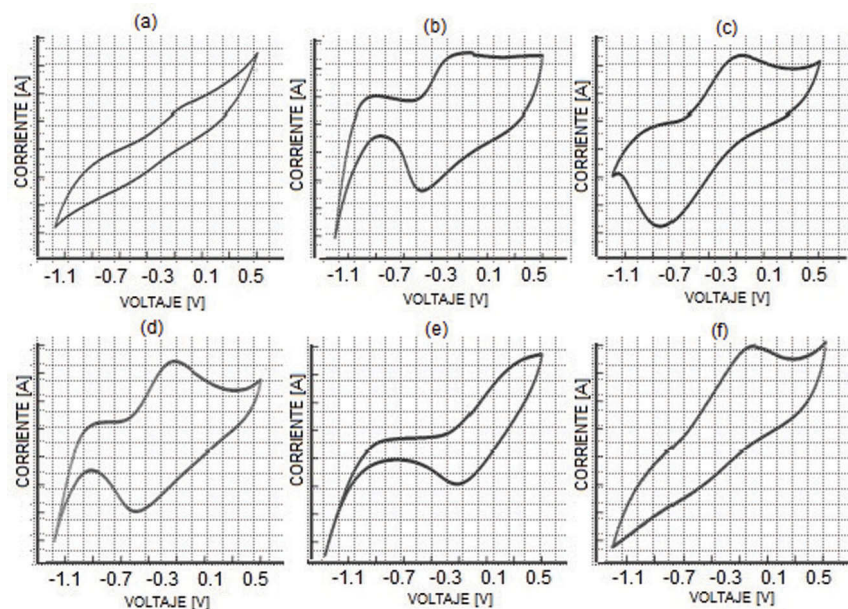 (a)
CORRIENTE [A]
-1.1 -0.7 -0.3 0.1 0.5
VOLTAJE [V]
(b)
CORRIENTE [A]
-1.1 -0.7 -0.3 0.1 0.5
VOLTAJE [V]
(c)
CORRIENTE [A]
-1.1 -0.7 -0.3 0.1 0.5
VOLTAJE [V]
(d)
CORRIENTE [A]
-1.1 -0.7 -0.3 0.1 0.5
VOLTAJE [V]
(e)
CORRIENTE [A]
-1.1 -0.7 -0.3 0.1 0.5
VOLTAJE [V]
(f)
CORRIENTE [A]
-1.1 -0.7 -0.3 0.1 0.5
VOLTAJE [V]